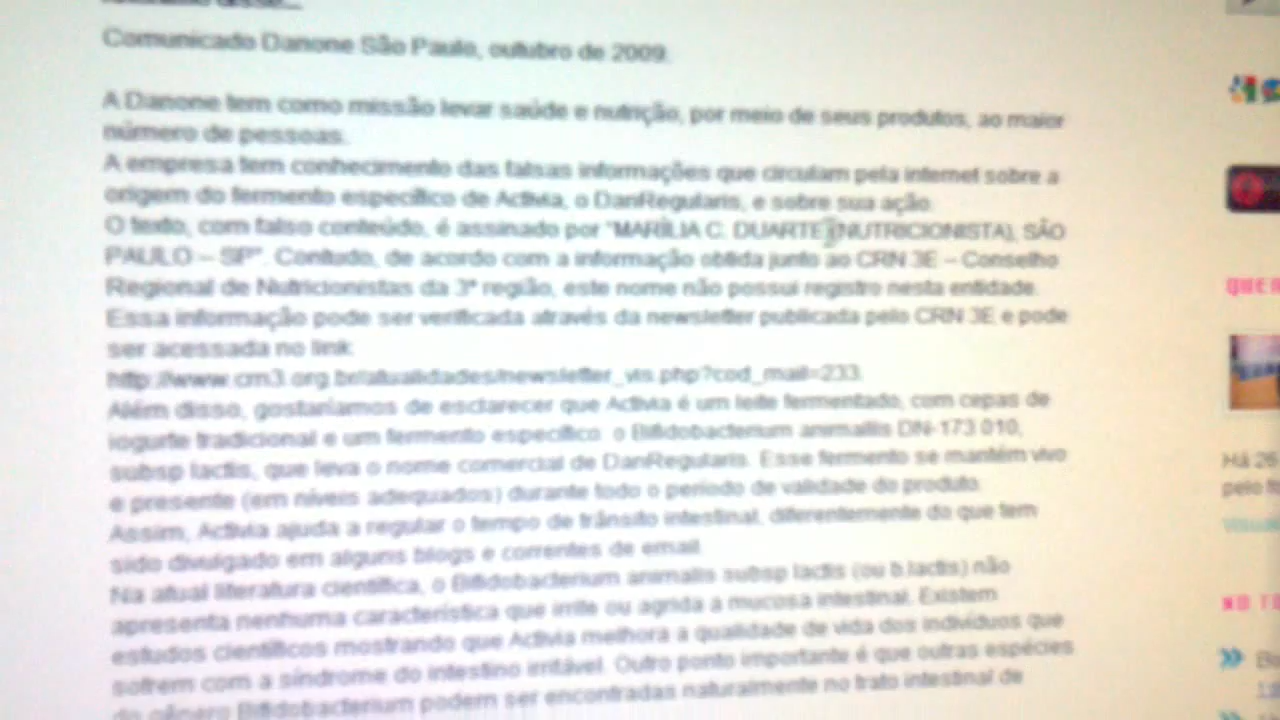 Comunicado Danone São Paulo, outubro de 2009.
A Danone tem como missão levar saúde e nutrição, por meio de seus produtos, ao maior
número de pessoas.
A empresa tem conhecimento das falsas informações que circulam pela internet sobre a
origem do fermento específico de Activia, o DanRegularis, e sobre sua ação.
O texto, com falso conteúdo, é assinado por "MARÍLIA C. DUARTE (NUTRICIONISTA), SÃO
PAULO – SP". Contudo, de acordo com a informação obtida junto ao CRN 3E – Conselho
Regional de Nutricionistas da 3ª região, este nome não possui registro nesta entidade.
Essa informação pode ser verificada através da newsletter publicada pelo CRN 3E e pode
ser acessada no link:
http://www.crn3.org.br/atualidades/newsletter_vis.php?cod_mail=233.
Além disso, gostaríamos de esclarecer que Activia é um leite fermentado, com cepas de
iogurte tradicional e um fermento específico: o Bifidobacterium animallis DN-173 010,
subsp lactis, que leva o nome comercial de DanRegularis. Esse fermento se mantém vivo
e presente (em níveis adequados) durante todo o período de validade do produto.
Assim, Activia ajuda a regular o tempo de trânsito intestinal, diferentemente do que tem
sido divulgado em alguns blogs e correntes de email.
Na atual literatura científica, o Bifidobacterium animalis subsp lactis (ou b.lactis) não
apresenta nenhuma característica que irrite ou agrida a mucosa intestinal. Existem
estudos científicos mostrando que Activia melhora a qualidade de vida dos indivíduos que
sofrem com a síndrome do intestino irritável. Outro ponto importante é que outras espécies
do gênero Bifidobacterium podem ser encontradas naturalmente no trato intestinal de
QUE
Há 26
pelo
NO T